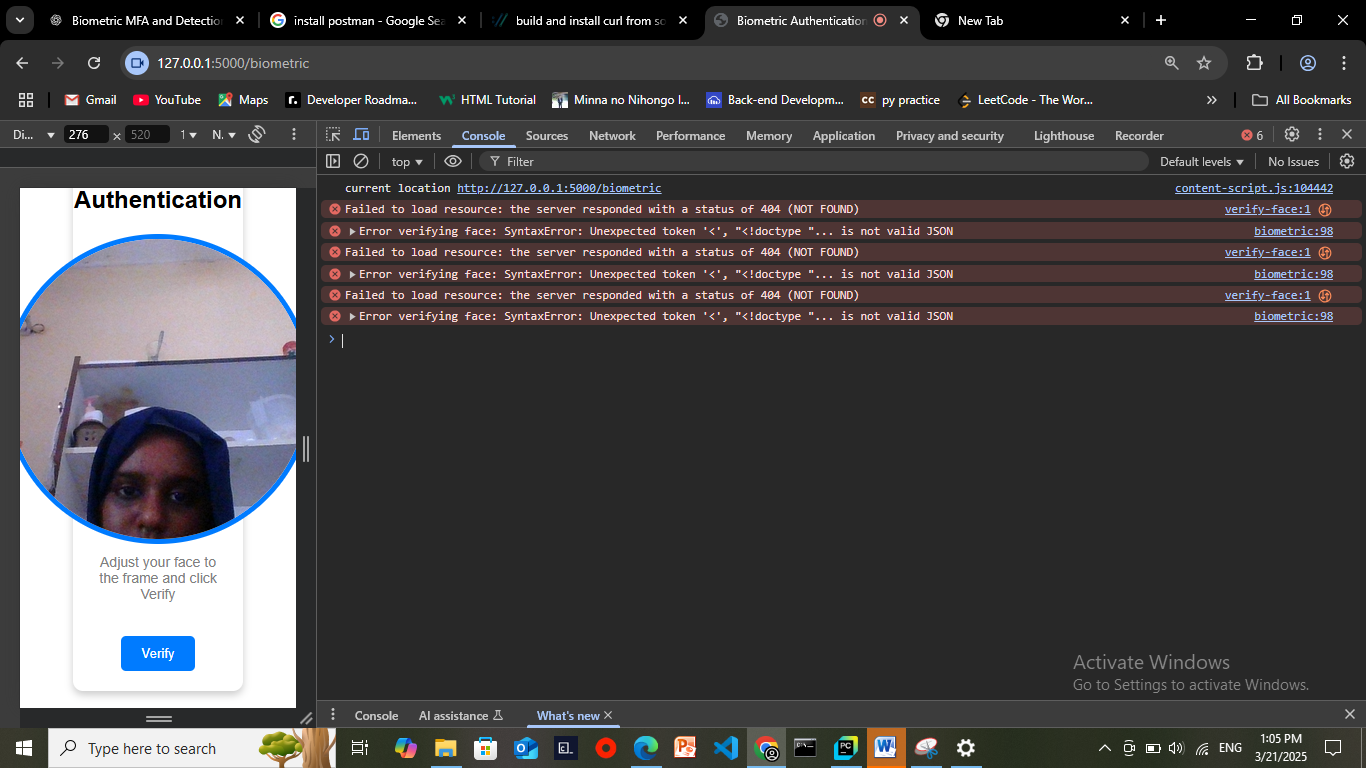 Biometric MFA and Detectio
install postman - Google Sea
build and install curl from so
Biometric Authentication
New Tab
127.0.0.1:5000/biometric
Gmail
YouTube
Maps
Developer Roadma...
HTML Tutorial
Minna no Nihongo I...
Back-end Developm...
CC py practice
LeetCode - The Wor...
All Bookmarks
Di...
276 × 520
1
N.
Elements
Console
Sources
Network
Performance
Memory
Application
Privacy and security
Lighthouse
Recorder
6
top
Filter
Default levels
No Issues
current location http://127.0.0.1:5000/biometric
content-script.js:104442
Failed to load resource: the server responded with a status of 404 (NOT FOUND)
verify-face:1
Error verifying face: SyntaxError: Unexpected token '<', "<!doctype "... is not valid JSON
biometric:98
Failed to load resource: the server responded with a status of 404 (NOT FOUND)
verify-face:1
Error verifying face: SyntaxError: Unexpected token '<', "<!doctype "... is not valid JSON
biometric:98
Failed to load resource: the server responded with a status of 404 (NOT FOUND)
verify-face:1
Error verifying face: SyntaxError: Unexpected token '<', "<!doctype "... is not valid JSON
biometric:98
Authentication
Adjust your face to
the frame and click
Verify
Verify
Activate Windows
Go to Settings to activate Windows.
Console
AI assistance
What's new
Type here to search
ENG
1:05 PM
3/21/2025